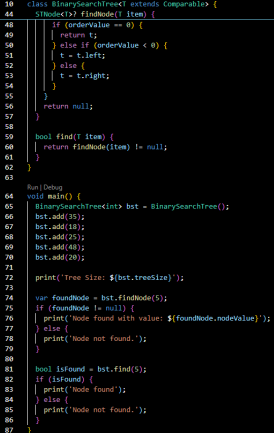 10 class BinarySearchTree<T extends Comparable> {
44 STNode<T>? findNode(T item) {
48 if (orderValue == 0) {
49 return t;
50 } else if (orderValue < 0) {
51 t = t.left;
52 } else {
53 t = t.right;
54 }
55 }
56 return null;
57 }
58
59 bool find(T item) {
60 return findNode(item) != null;
61 }
62 }
63
Run | Debug
64 void main() {
65 BinarySearchTree<int> bst = BinarySearchTree();
66 bst.add(35);
67 bst.add(18);
68 bst.add(25);
69 bst.add(48);
70 bst.add(20);
71
72 print('Tree Size: ${bst.treeSize}');
73
74 var foundNode = bst.findNode(5);
75 if (foundNode != null) {
76 print('Node found with value: ${foundNode.nodeValue}');
77 } else {
78 print('Node not found.');
79 }
80
81 bool isFound = bst.find(5);
82 if (isFound) {
83 print('Node found');
84 } else {
85 print('Node not found.');
86 }
87 }